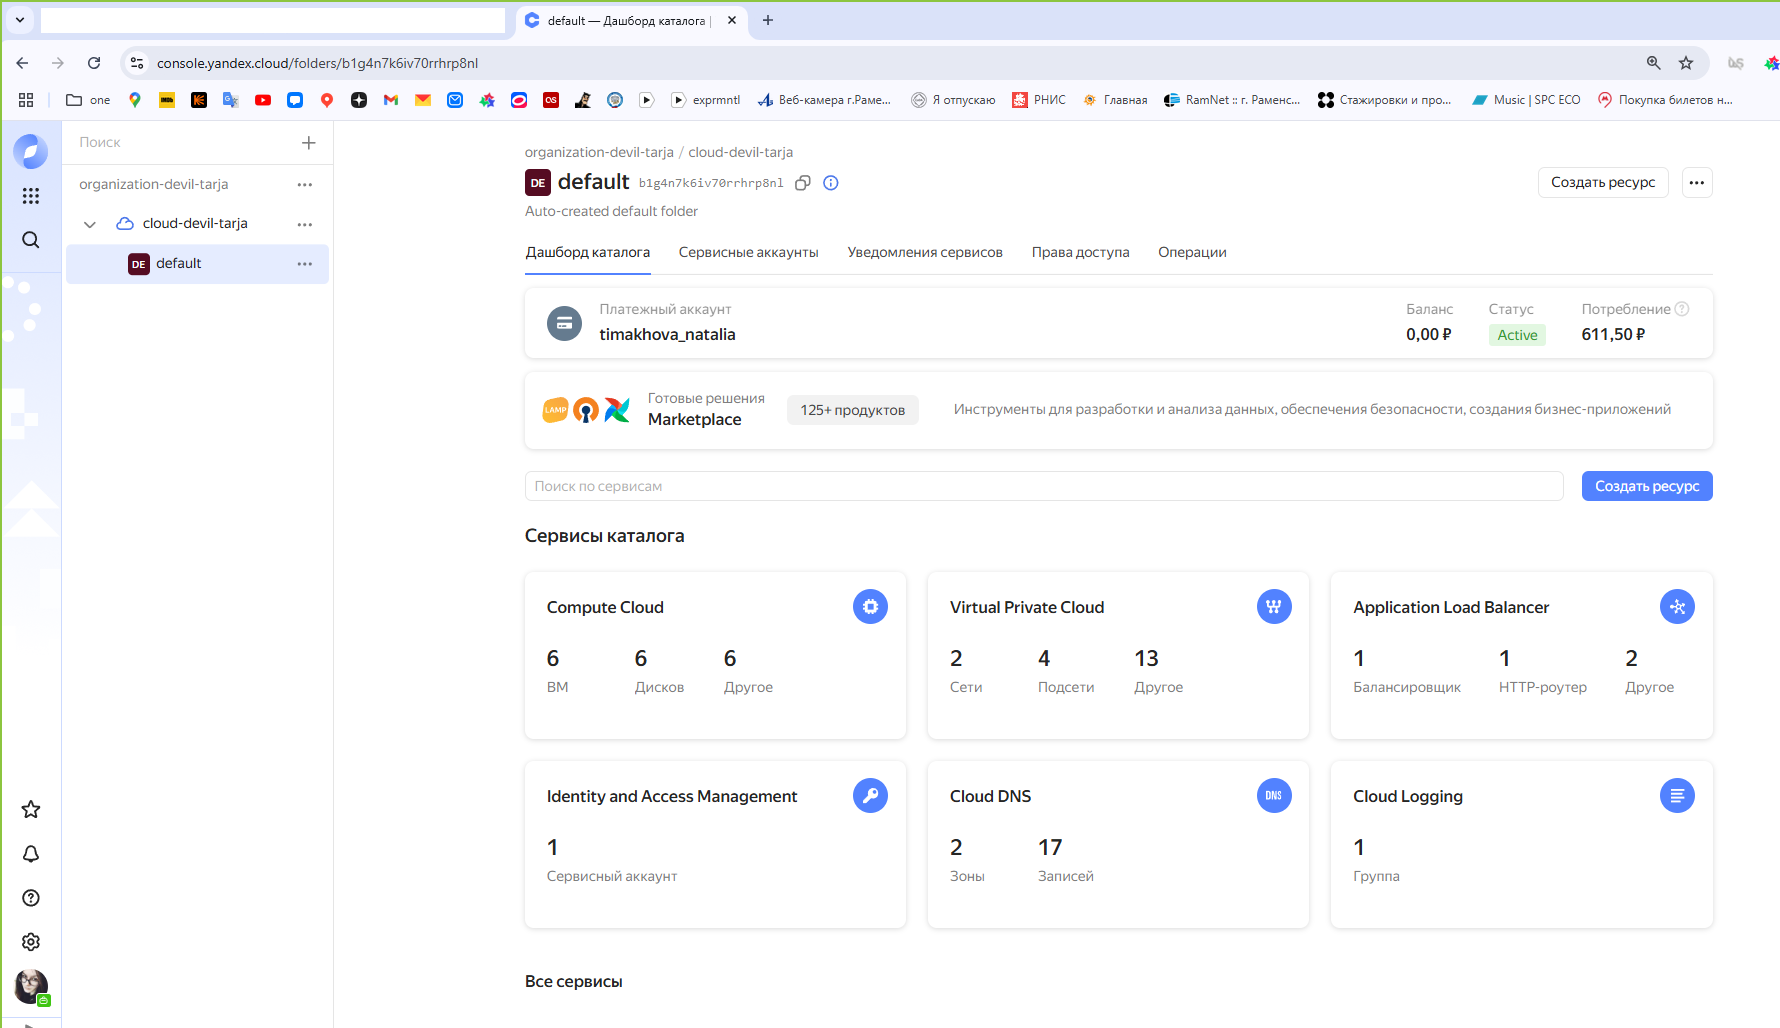 default — Дашборд каталога |
console.yandex.cloud/folders/b1g4n7k6iv70rrhrp8nl
one
exprmntl
Веб-камера г.Раме...
Я отпускаю
РНИС
Главная
RamNet :: г. Раменс...
Стажировки и про...
Music | SPC ECO
Покупка билетов н...
Поиск
organization-devil-tarja
cloud-devil-tarja
DE default
organization-devil-tarja / cloud-devil-tarja
DE default b1g4n7k6iv70rrhrp8nl
Создать ресурс
Auto-created default folder
Дашборд каталога
Сервисные аккаунты
Уведомления сервисов
Права доступа
Операции
Платежный аккаунт
timakhova_natalia
Баланс
0,00 ₽
Статус
Active
Потребление
611,50 ₽
LAMP
Готовые решения
Marketplace
125+ продуктов
Инструменты для разработки и анализа данных, обеспечения безопасности, создания бизнес-приложений
Поиск по сервисам
Создать ресурс
Сервисы каталога
Compute Cloud
6 6 6
ВМ Дисков Другое
Virtual Private Cloud
2 4 13
Сети Подсети Другое
Application Load Balancer
1 1 2
Балансировщик HTTP-роутер Другое
Identity and Access Management
1
Сервисный аккаунт
Cloud DNS
DNS
2 17
Зоны Записей
Cloud Logging
1
Группа
Все сервисы